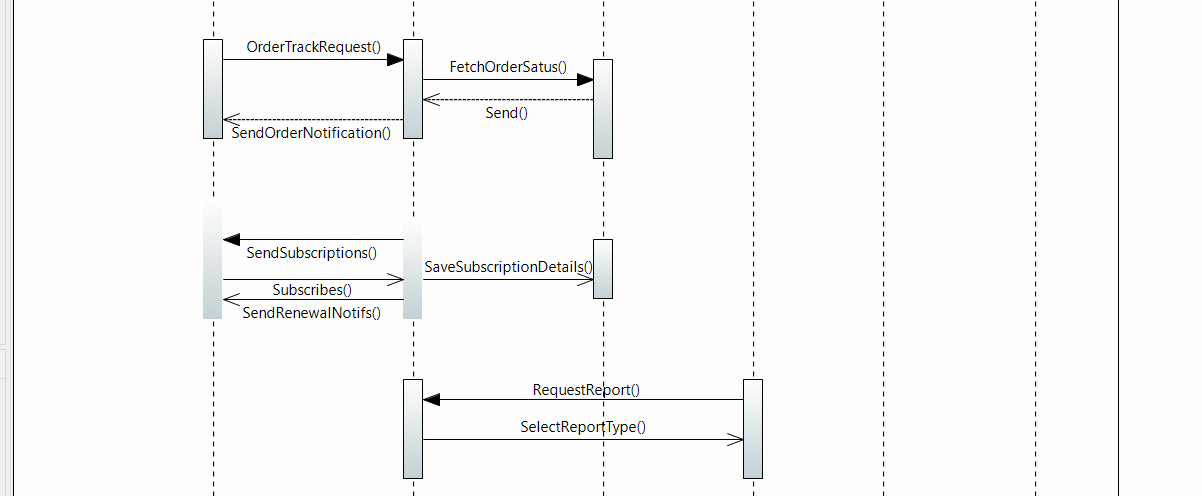 OrderTrackRequest()
FetchOrderSatus()
Send()
SendOrderNotification()
SendSubscriptions()
SaveSubscriptionDetails()
Subscribes()
SendRenewalNotifs()
RequestReport()
SelectReportType()